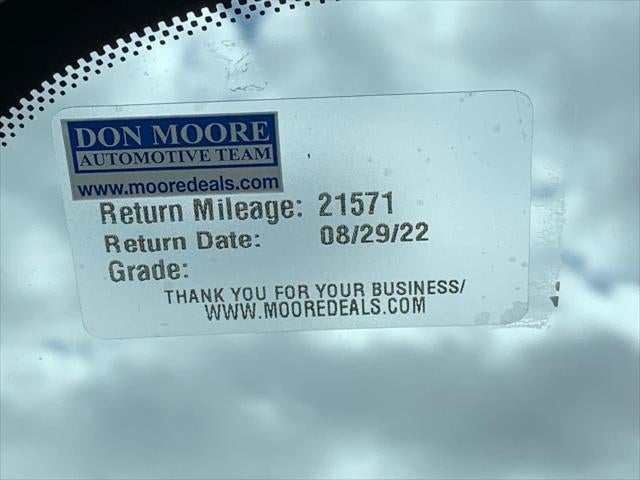 DON MOORE
AUTOMOTIVE TEAM
www.mooredeals.com
Return Mileage: 21571
Return Date: 08/29/22
Grade:
THANK YOU FOR YOUR BUSINESS/
WWW.MOOREDEALS.COM